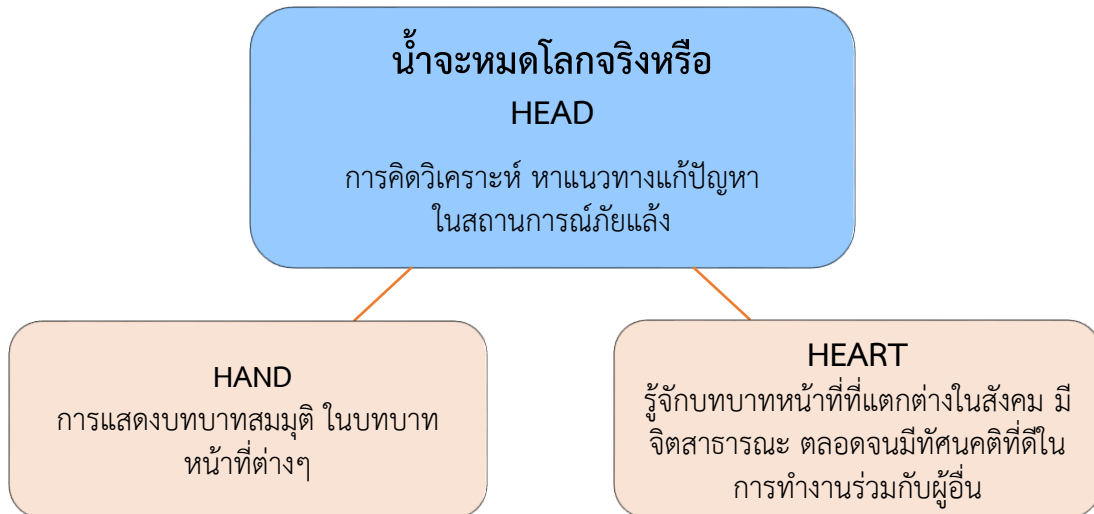 น้ำจะหมดโลกจริงหรือ
HEAD
การคิดวิเคราะห์ หาแนวทางแก้ปัญหา
ในสถานการณ์ภัยแล้ง
HAND
การแสดงบทบาทสมมุติ ในบทบาท
หน้าที่ต่างๆ
HEART
รู้จักบทบาทหน้าที่ที่แตกต่างในสังคม มี
จิตสาธารณะ ตลอดจนมีทัศนคติที่ดีใน
การทำงานร่วมกับผู้อื่น